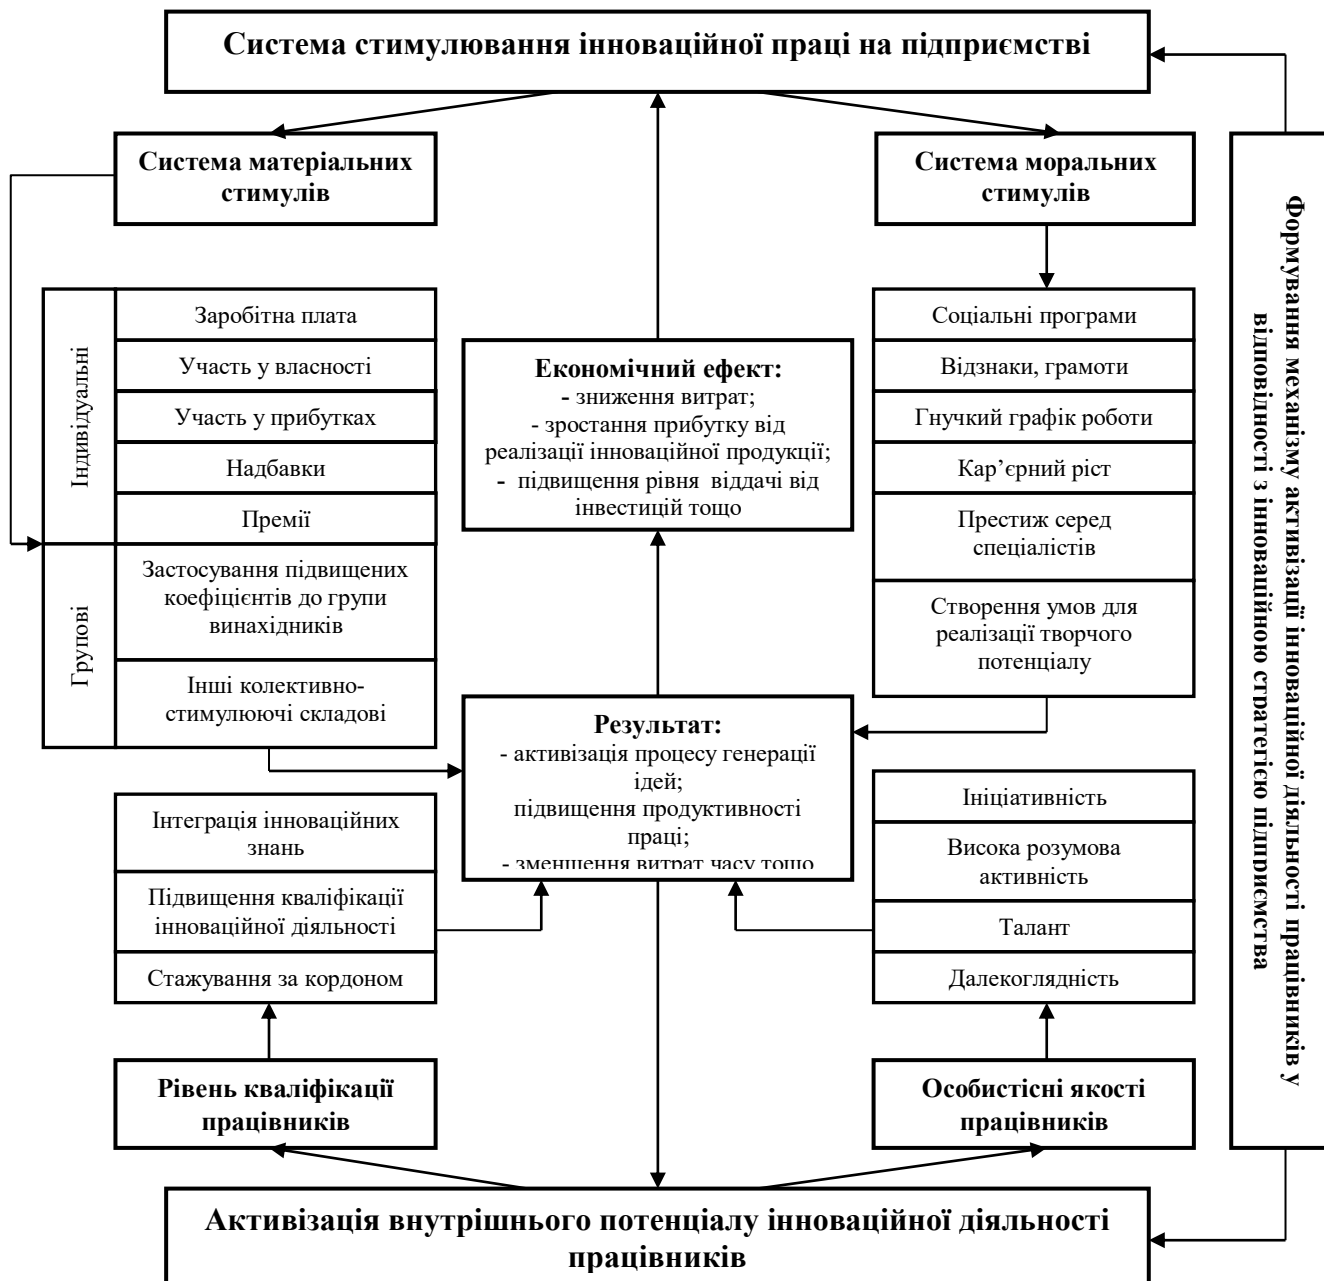 Система стимулювання інноваційної праці на підприємстві
Система матеріальних
стимулів
Система моральних
стимулів
Індивідуальні
Заробітна плата
Участь у власності
Участь у прибутках
Надбавки
Премії
Групові
Застосування підвищених
коефіцієнтів до групи
винахідників
Інші колективно-
стимулюючі складові
Економічний ефект:
- зниження витрат;
- зростання прибутку від
реалізації інноваційної продукції;
- підвищення рівня віддачі від
інвестицій тощо
Соціальні програми
Відзнаки, грамоти
Гнучкий графік роботи
Кар’єрний ріст
Престиж серед
спеціалістів
Створення умов для
реалізації творчого
потенціалу
Результат:
- активізація процесу генерації
ідей;
підвищення продуктивності
праці;
- зменшення витрат часу тощо
Інтеграція інноваційних
знань
Підвищення кваліфікації
інноваційної діяльності
Стажування за кордоном
Ініціативність
Висока розумова
активність
Талант
Далекоглядність
Рівень кваліфікації
працівників
Особистісні якості
працівників
Активізація внутрішнього потенціалу інноваційної діяльності
працівників
Формування механізму активізації інноваційної діяльності працівників у
відповідності з інноваційною стратегією підприємства